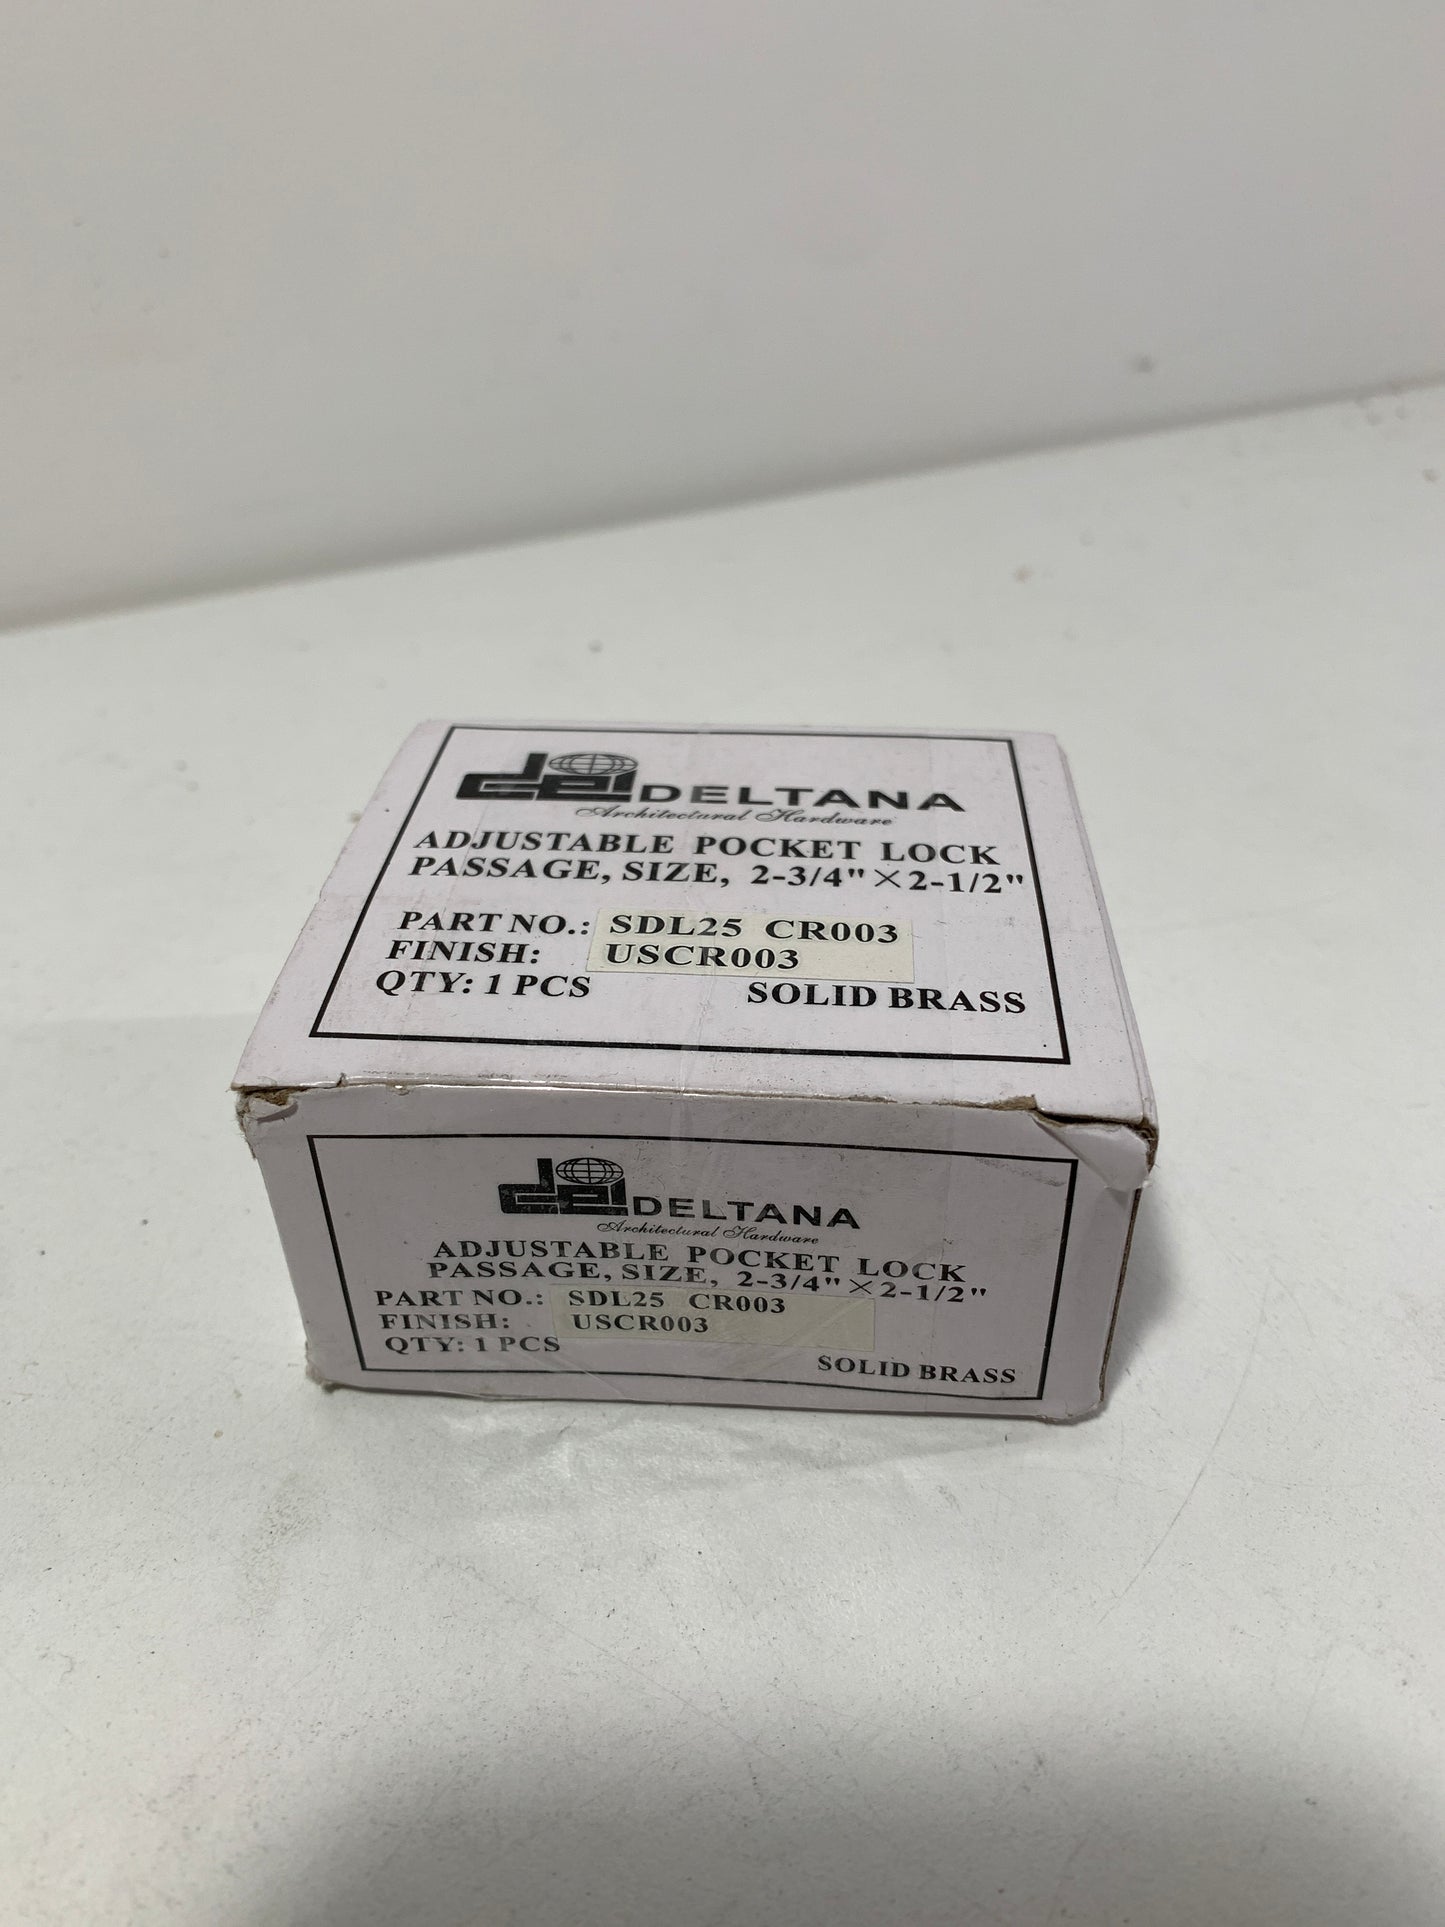 del DELTANA
Architectural Hardware
ADJUSTABLE POCKET LOCK
PASSAGE, SIZE, 2-3/4"×2-1/2"
PART NO.: SDL25 CR003
FINISH: USCR003
QTY: 1 PCS SOLID BRASS
del DELTANA
Architectural Hardware
ADJUSTABLE POCKET LOCK
PASSAGE, SIZE, 2-3/4"×2-1/2"
PART NO.: SDL25 CR003
FINISH: USCR003
QTY: 1 PCS
SOLID BRASS